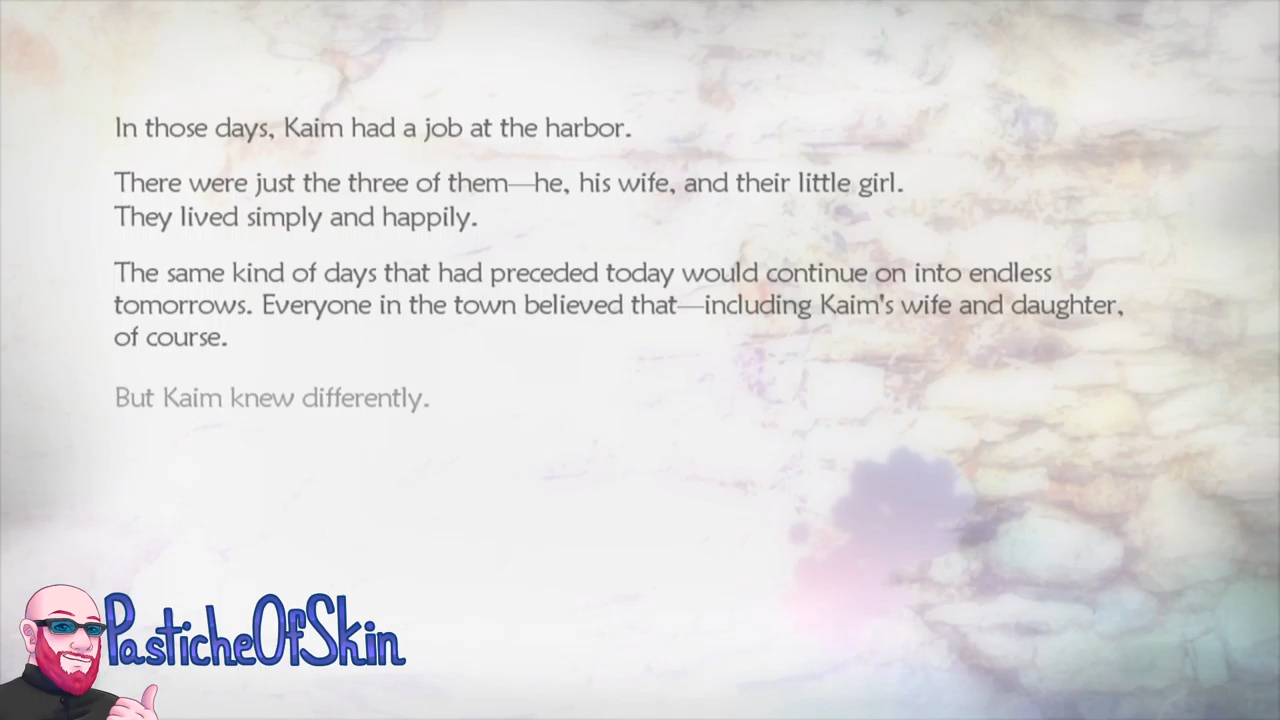 In those days, Kaim had a job at the harbor.
There were just the three of them—he, his wife, and their little girl.
They lived simply and happily.
The same kind of days that had preceded today would continue on into endless
tomorrows. Everyone in the town believed that—including Kaim's wife and daughter,
of course.
But Kaim knew differently.
PasticheOfSkin